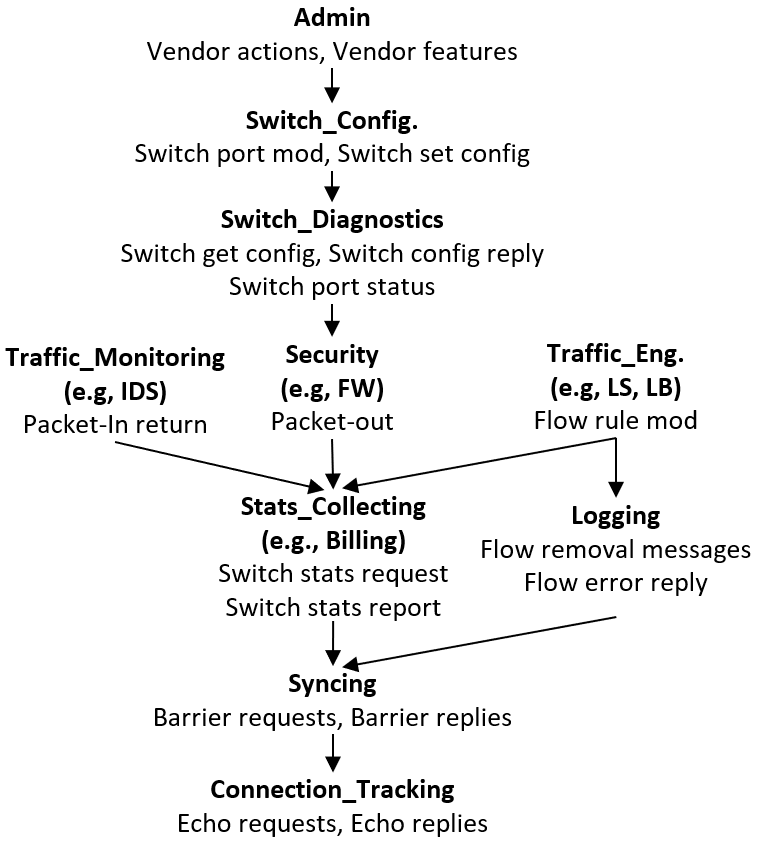 Admin
Vendor actions, Vendor features
Switch_Config.
Switch port mod, Switch set config
Switch_Diagnostics
Switch get config, Switch config reply
Switch port status
Traffic_Monitoring
(e.g, IDS)
Packet-In return
Security
(e.g, FW)
Packet-out
Traffic_Eng.
(e.g, LS, LB)
Flow rule mod
Stats_Collecting
(e.g., Billing)
Switch stats request
Switch stats report
Logging
Flow removal messages
Flow error reply
Syncing
Barrier requests, Barrier replies
Connection_Tracking
Echo requests, Echo replies